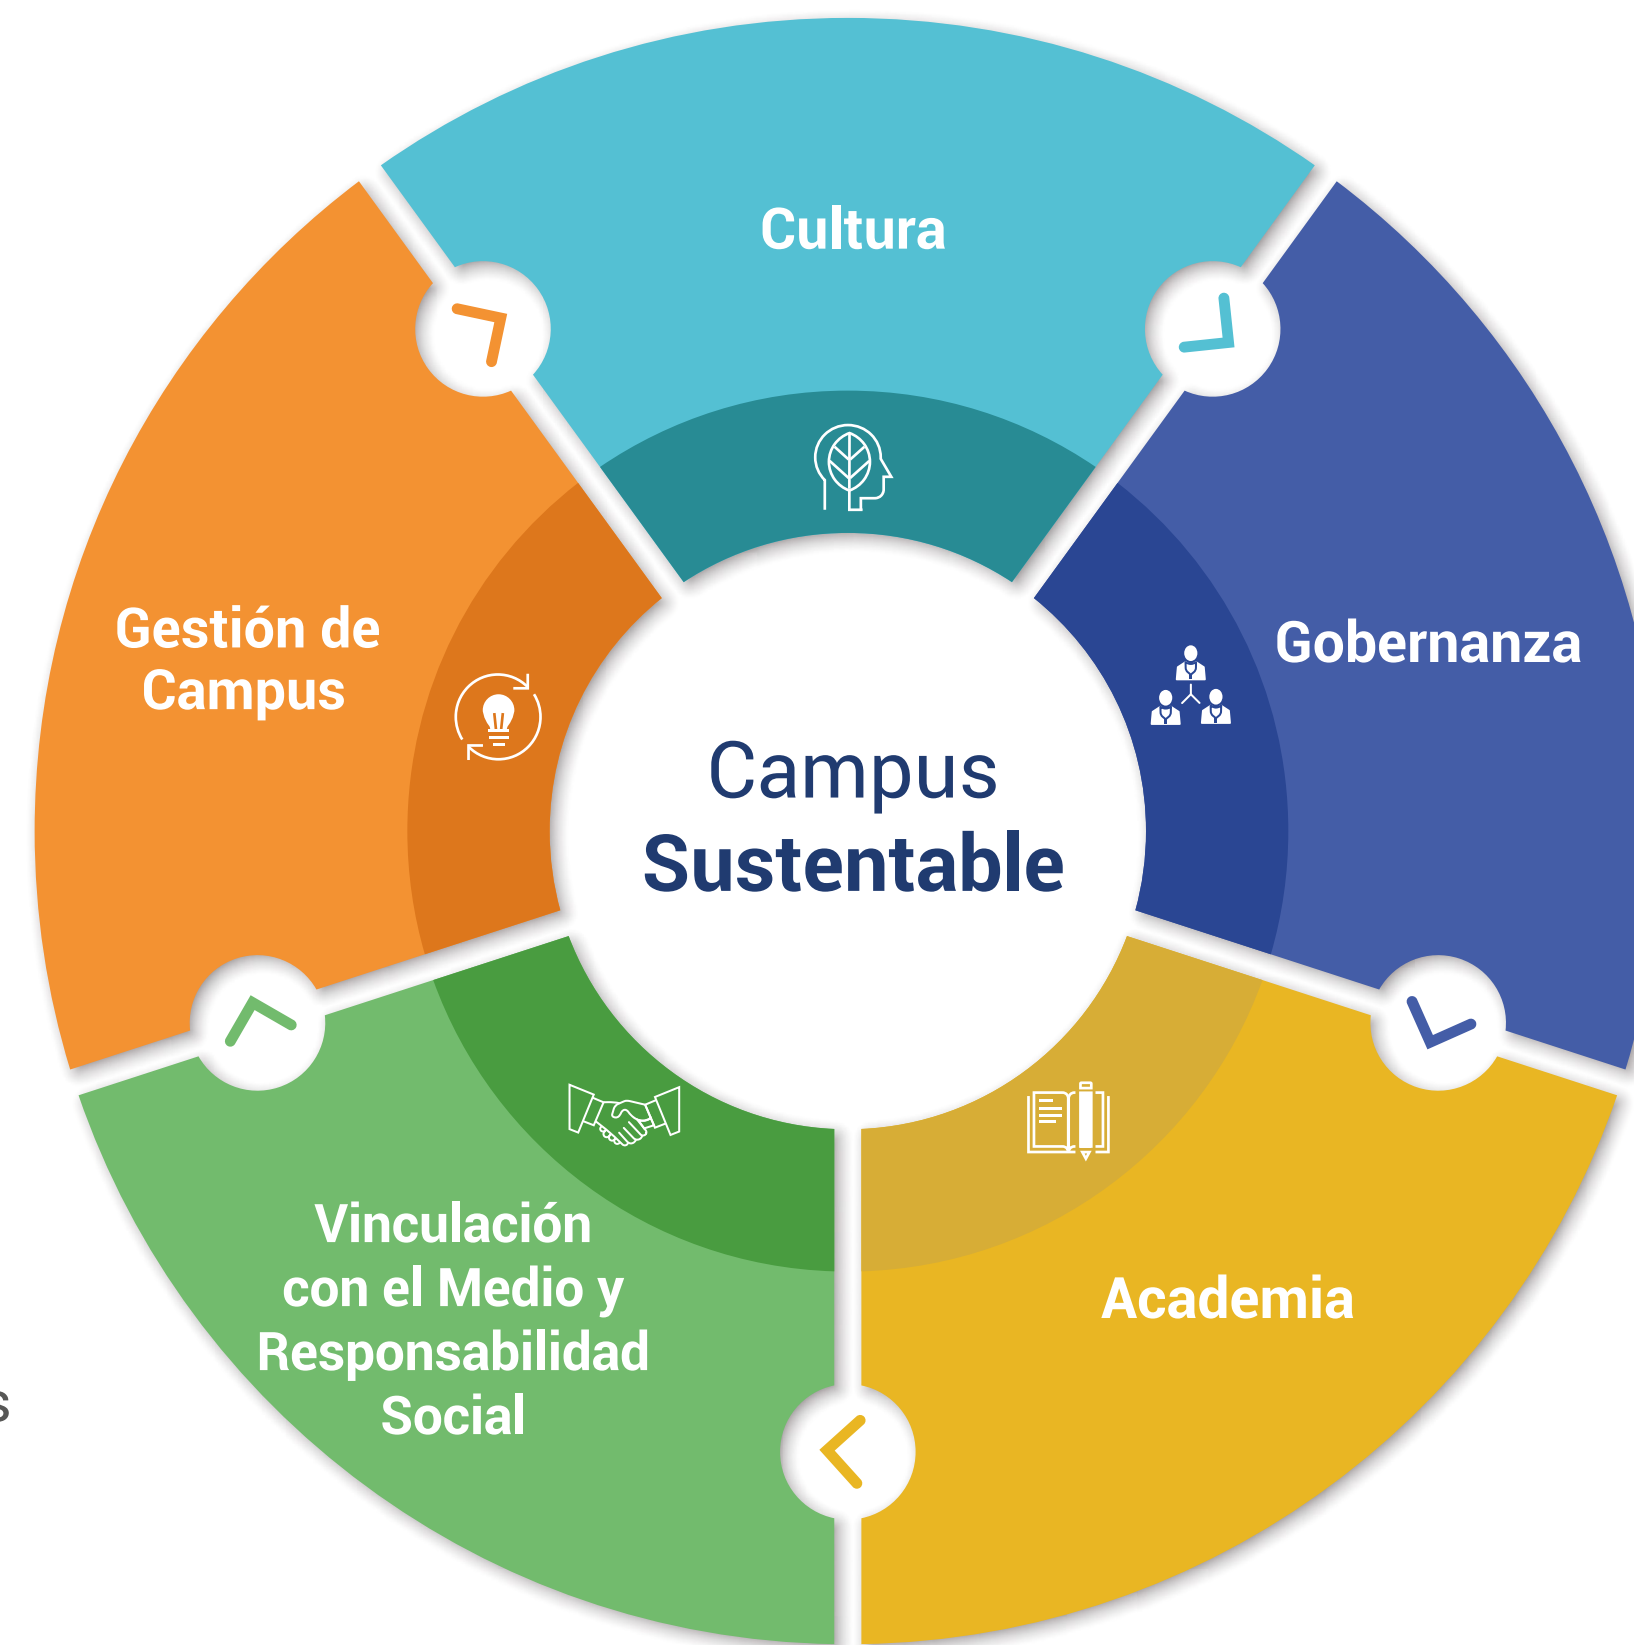 Cultura
Gobernanza
Gestión de
Campus
Campus
Sustentable
Vinculación
con el Medio y
Responsabilidad
Social
Academia